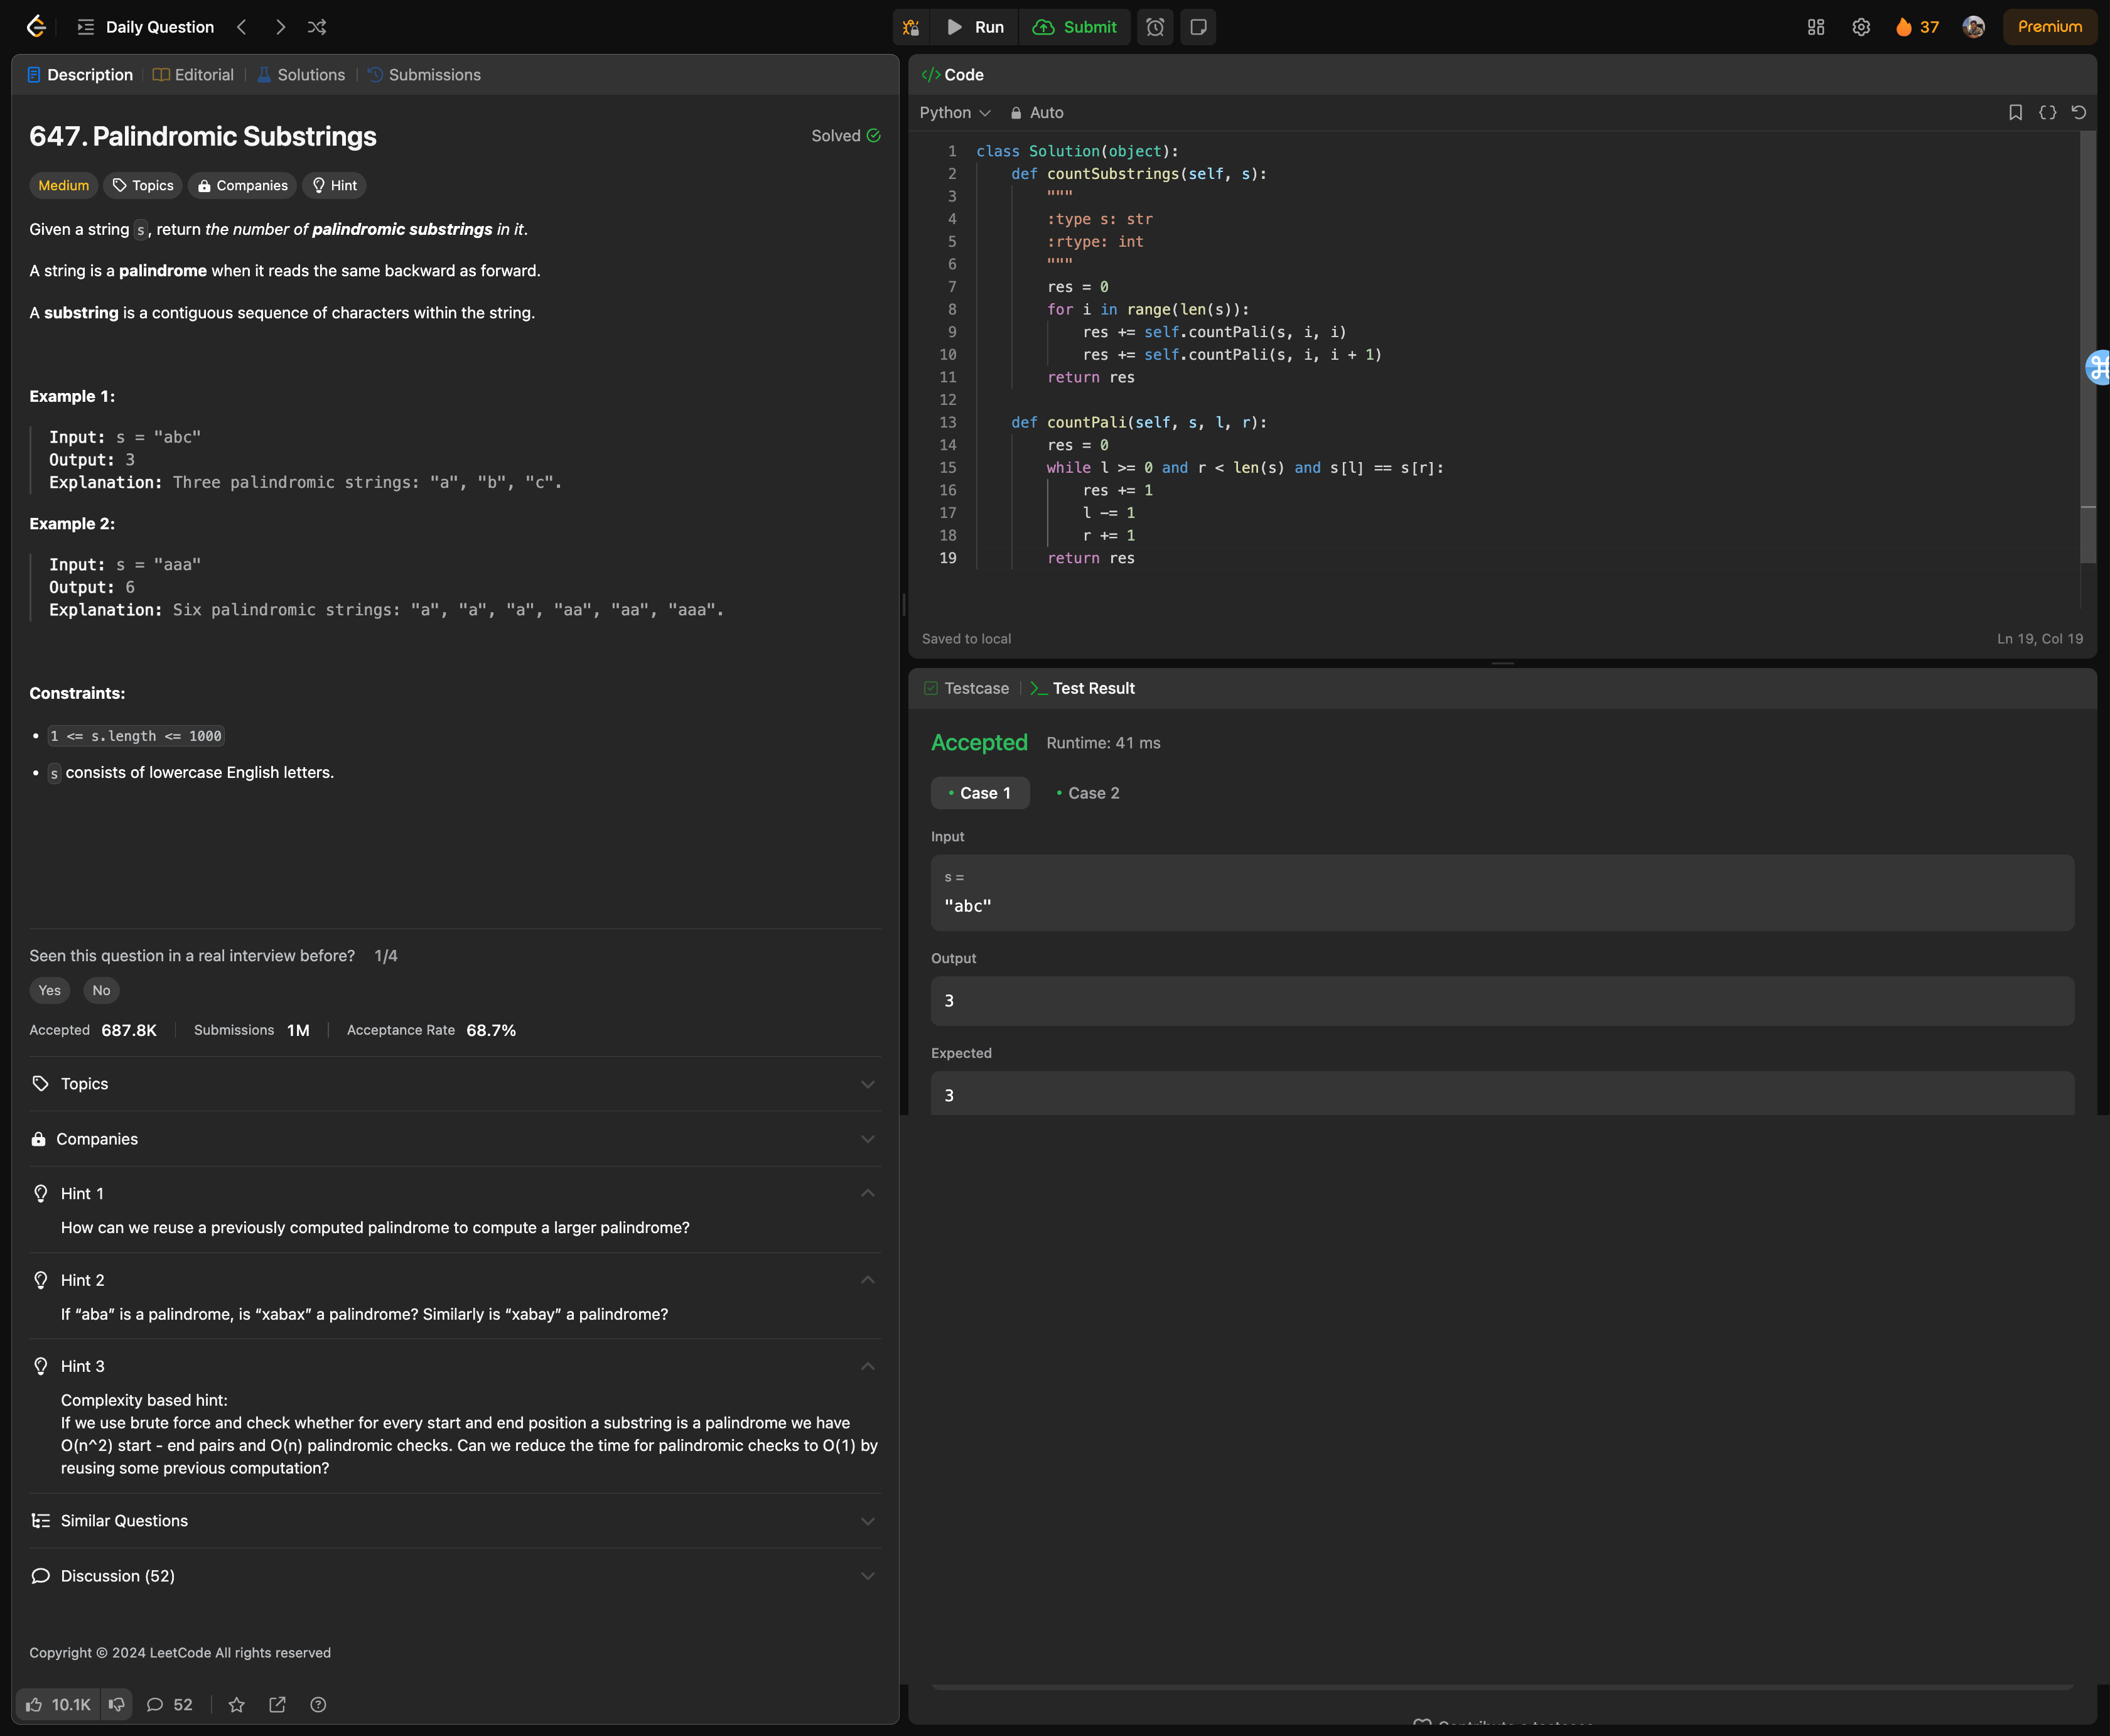 Daily Question
Run
Submit
37
Premium
Description
Editorial
Solutions
Submissions
647. Palindromic Substrings
Solved
Medium
Topics
Companies
Hint
Given a string s, return the number of palindromic substrings in it.
A string is a palindrome when it reads the same backward as forward.
A substring is a contiguous sequence of characters within the string.
Example 1:
Input: s = "abc"
Output: 3
Explanation: Three palindromic strings: "a", "b", "c".
Example 2:
Input: s = "aaa"
Output: 6
Explanation: Six palindromic strings: "a", "a", "a", "aa", "aa", "aaa".
Constraints:
• 1 <= s.length <= 1000
• s consists of lowercase English letters.
Seen this question in a real interview before? 1/4
Yes
No
Accepted 687.8K
Submissions 1M
Acceptance Rate 68.7%
Topics
Companies
Hint 1
How can we reuse a previously computed palindrome to compute a larger palindrome?
Hint 2
If “aba” is a palindrome, is “xabax” a palindrome? Similarly is “xabay” a palindrome?
Hint 3
Complexity based hint:
If we use brute force and check whether for every start and end position a substring is a palindrome we have
O(n^2) start - end pairs and O(n) palindromic checks. Can we reduce the time for palindromic checks to O(1) by
reusing some previous computation?
Similar Questions
Discussion (52)
Copyright © 2024 LeetCode All rights reserved
10.1K
52
</> Code
Python
Auto
1 class Solution(object):
2     def countSubstrings(self, s):
3         """
4         :type s: str
5         :rtype: int
6         """
7         res = 0
8         for i in range(len(s)):
9             res += self.countPali(s, i, i)
10             res += self.countPali(s, i, i + 1)
11         return res
12
13     def countPali(self, s, l, r):
14         res = 0
15         while l >= 0 and r < len(s) and s[l] == s[r]:
16             res += 1
17             l -= 1
18             r += 1
19         return res
Saved to local
Ln 19, Col 19
Testcase
Test Result
Accepted
Runtime: 41 ms
• Case 1
• Case 2
Input
s =
"abc"
Output
3
Expected
3